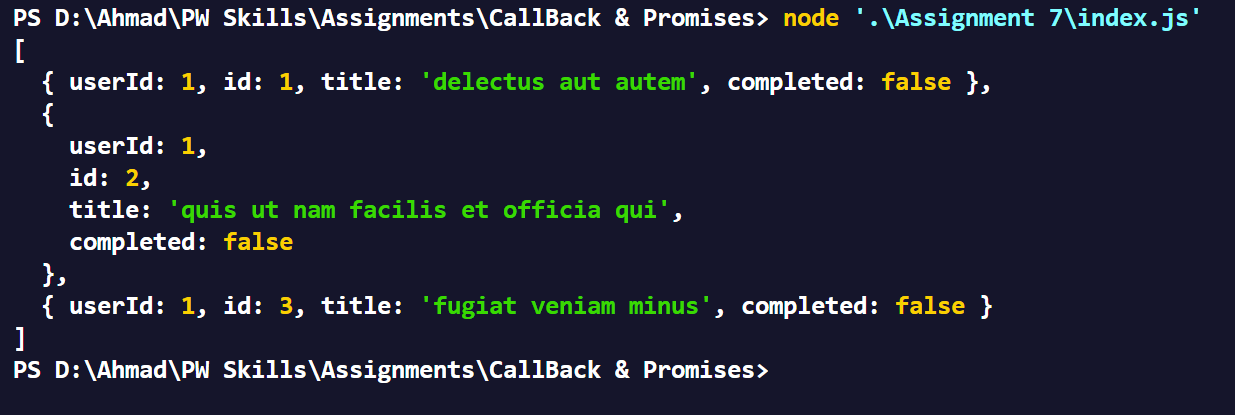 PS D:\Ahmad\PW Skills\Assignments\CallBack & Promises> node '.\Assignment 7\index.js'
[
  { userId: 1, id: 1, title: 'delectus aut autem', completed: false },
  {
    userId: 1,
    id: 2,
    title: 'quis ut nam facilis et officia qui',
    completed: false
  },
  { userId: 1, id: 3, title: 'fugiat veniam minus', completed: false }
]
PS D:\Ahmad\PW Skills\Assignments\CallBack & Promises>